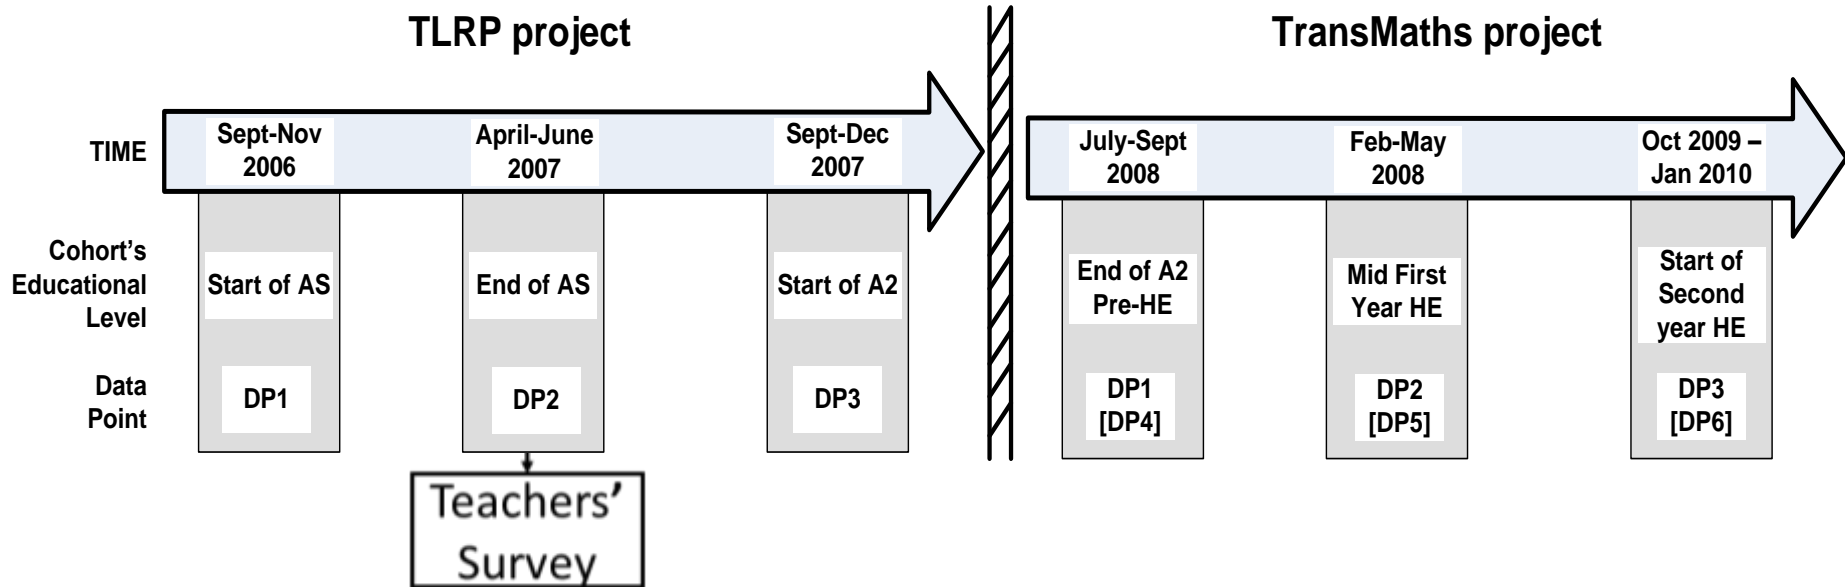 TLRP project
TransMaths project
TIME
Sept-Nov
2006
April-June
2007
Sept-Dec
2007
July-Sept
2008
Feb-May
2008
Oct 2009 –
Jan 2010
Cohort's
Educational
Level
Start of AS
End of AS
Start of A2
End of A2
Pre-HE
Mid First
Year HE
Start of
Second
year HE
Data
Point
DP1
DP2
DP3
DP1
[DP4]
DP2
[DP5]
DP3
[DP6]
Teachers'
Survey